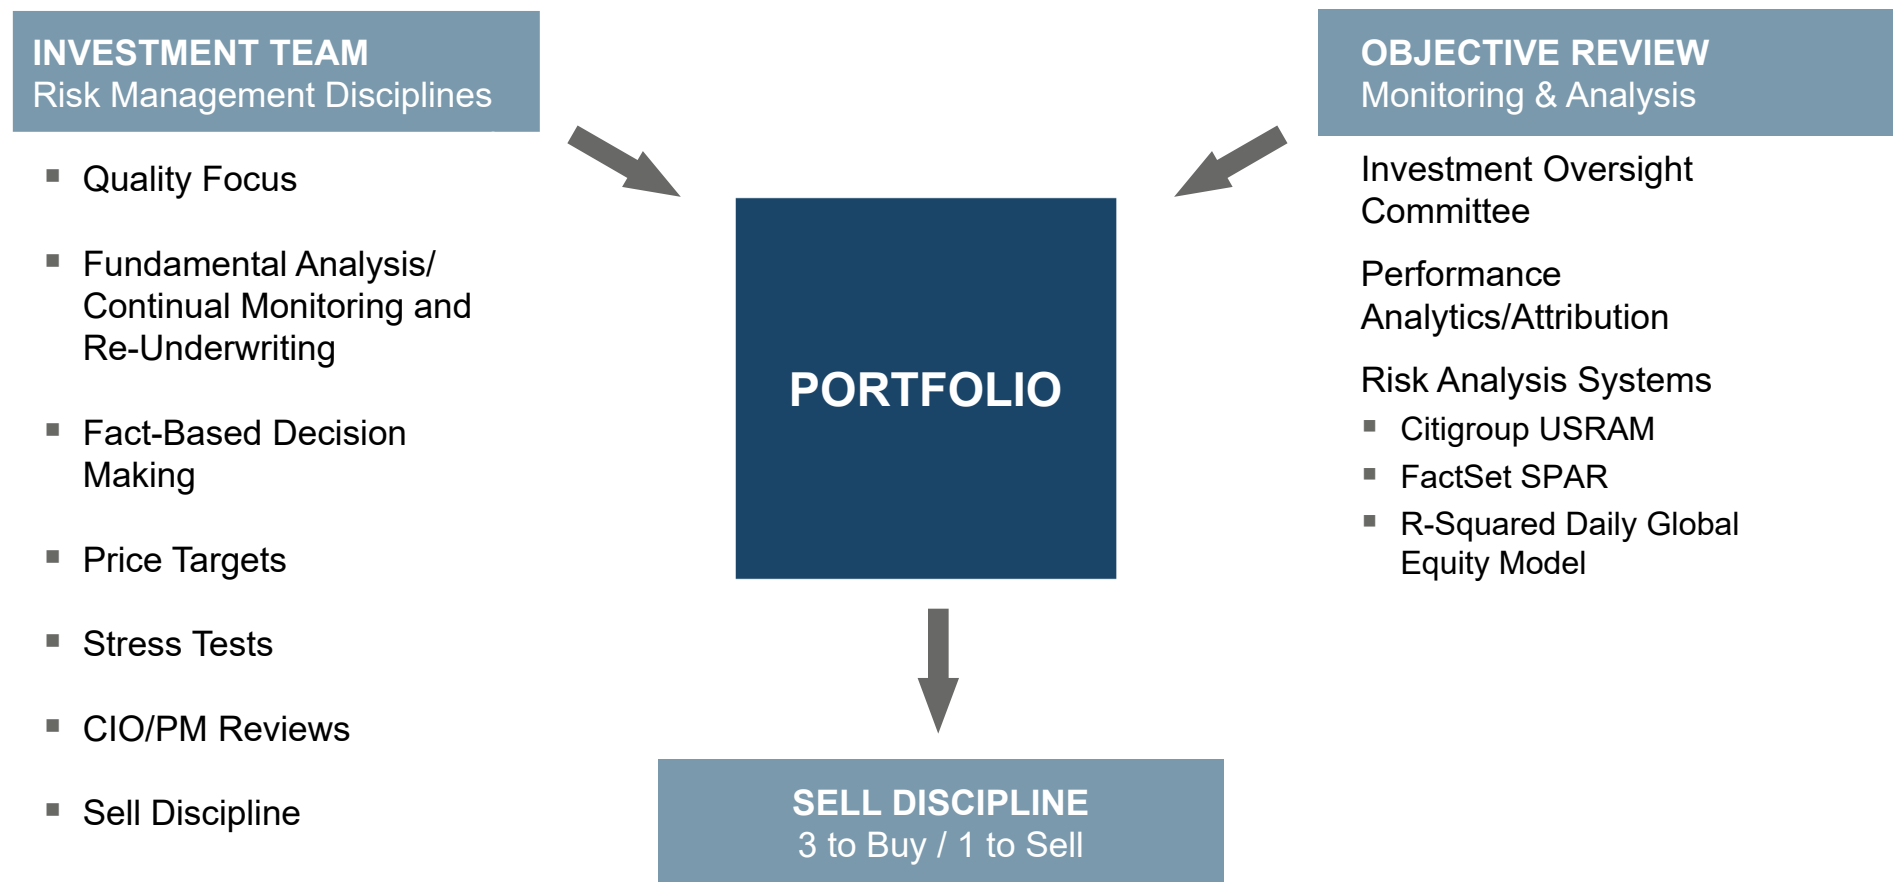 INVESTMENT TEAM
Risk Management Disciplines
▪ Quality Focus
▪ Fundamental Analysis/
Continual Monitoring and
Re-Underwriting
▪ Fact-Based Decision
Making
▪ Price Targets
▪ Stress Tests
▪ CIO/PM Reviews
▪ Sell Discipline
PORTFOLIO
SELL DISCIPLINE
3 to Buy / 1 to Sell
OBJECTIVE REVIEW
Monitoring & Analysis
Investment Oversight
Committee
Performance
Analytics/Attribution
Risk Analysis Systems
▪ Citigroup USRAM
▪ FactSet SPAR
▪ R-Squared Daily Global
Equity Model